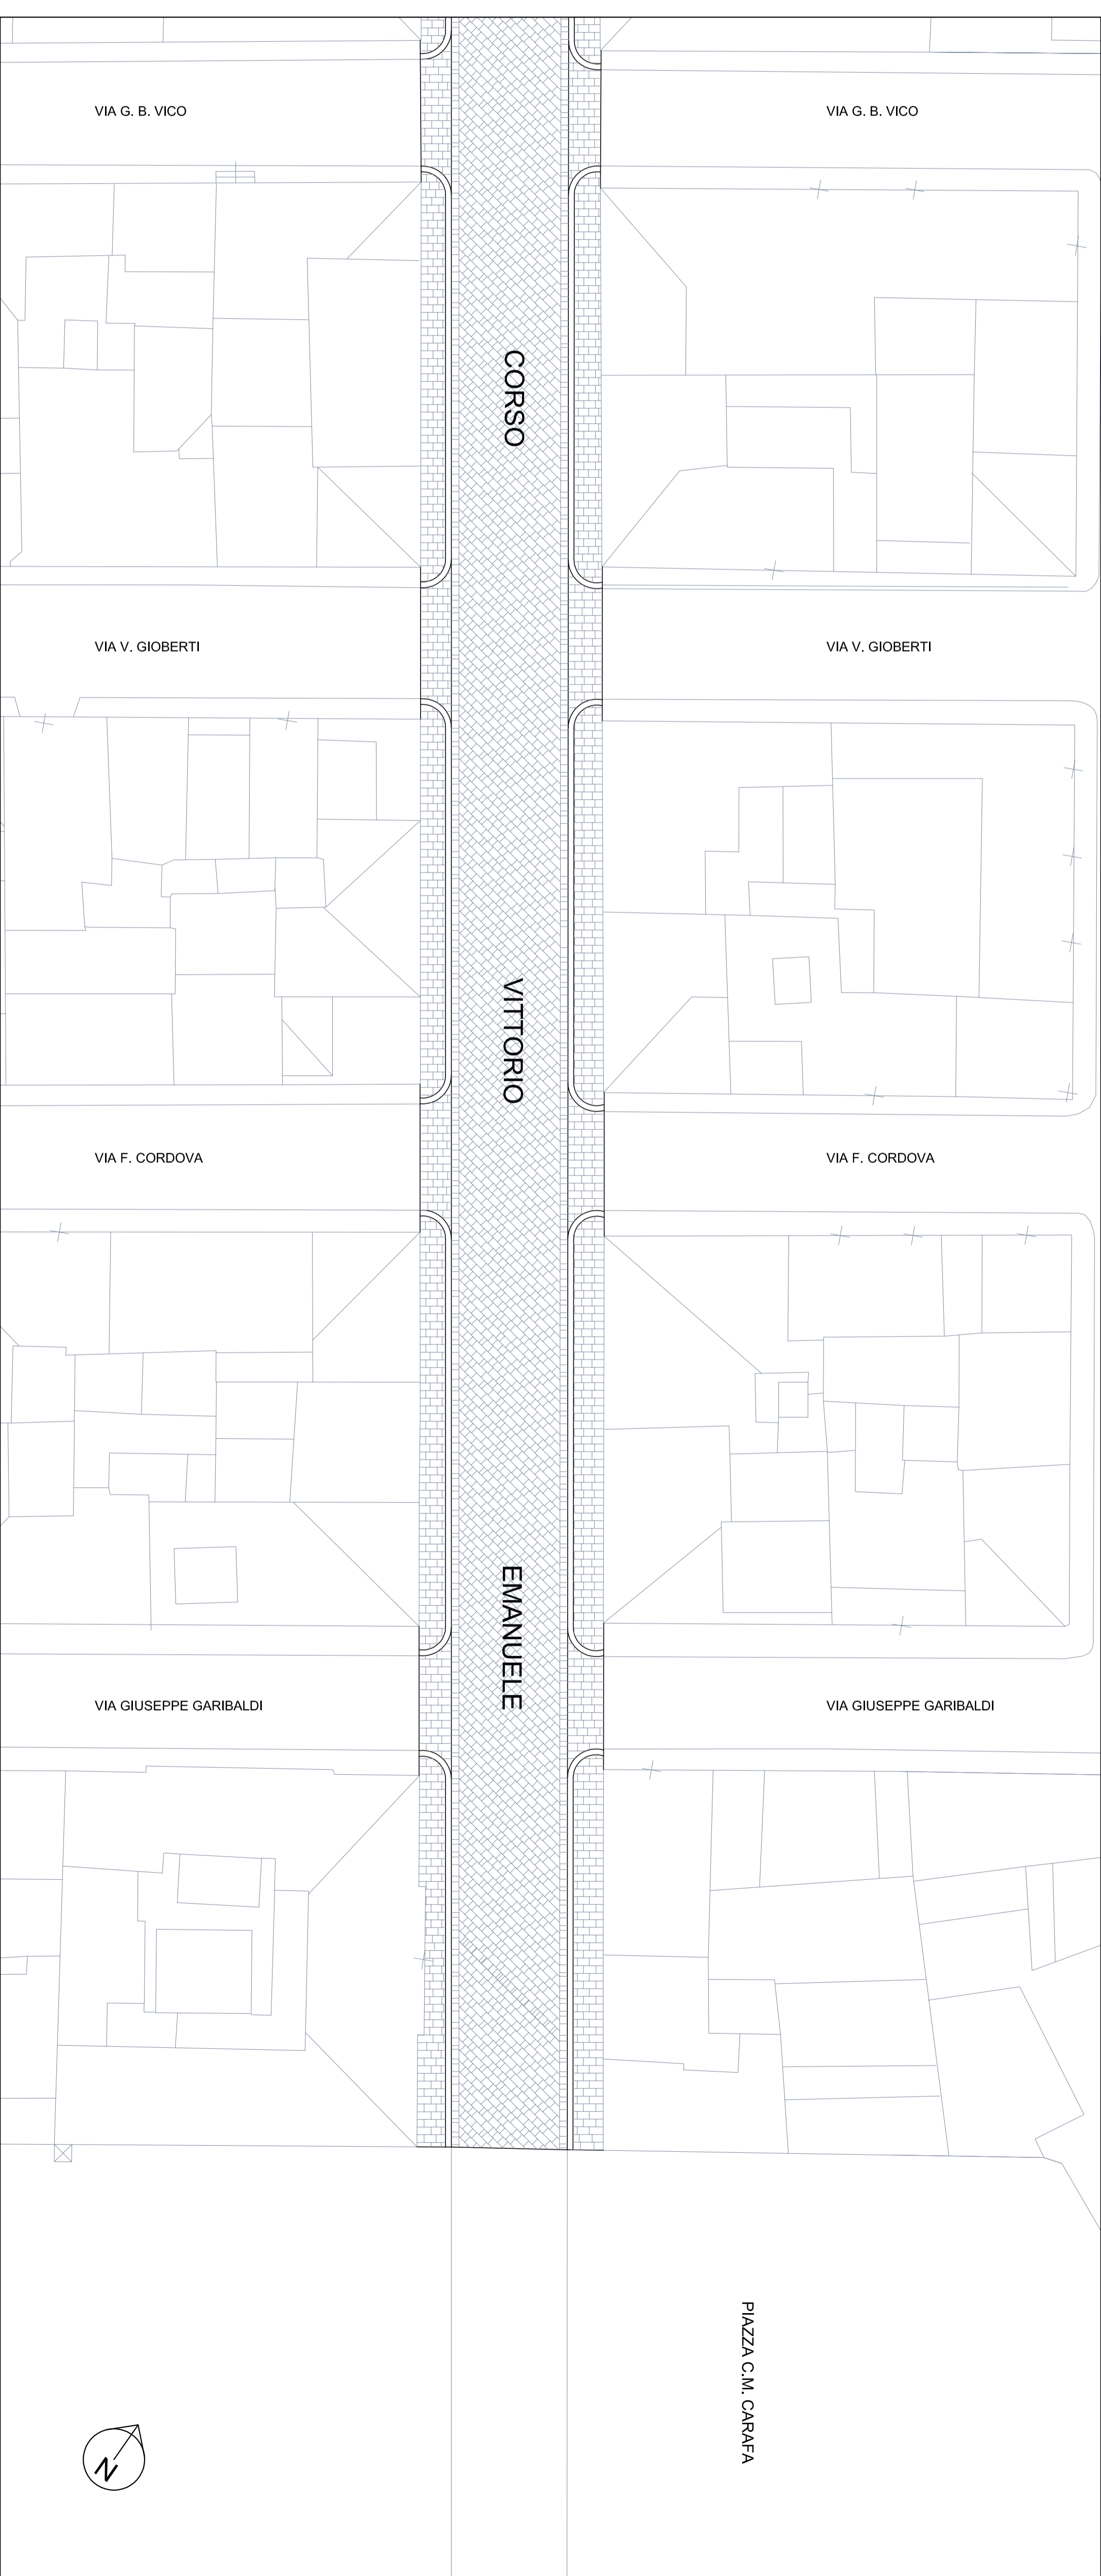 VIA G. B. VICO
VIA G. B. VICO
CORSO
VIA V. GIOBERTI
VIA V. GIOBERTI
VITTORIO
VIA F. CORDOVA
VIA F. CORDOVA
EMANUELE
VIA GIUSEPPE GARIBALDI
VIA GIUSEPPE GARIBALDI
PIAZZA C.M. CARAFA
N